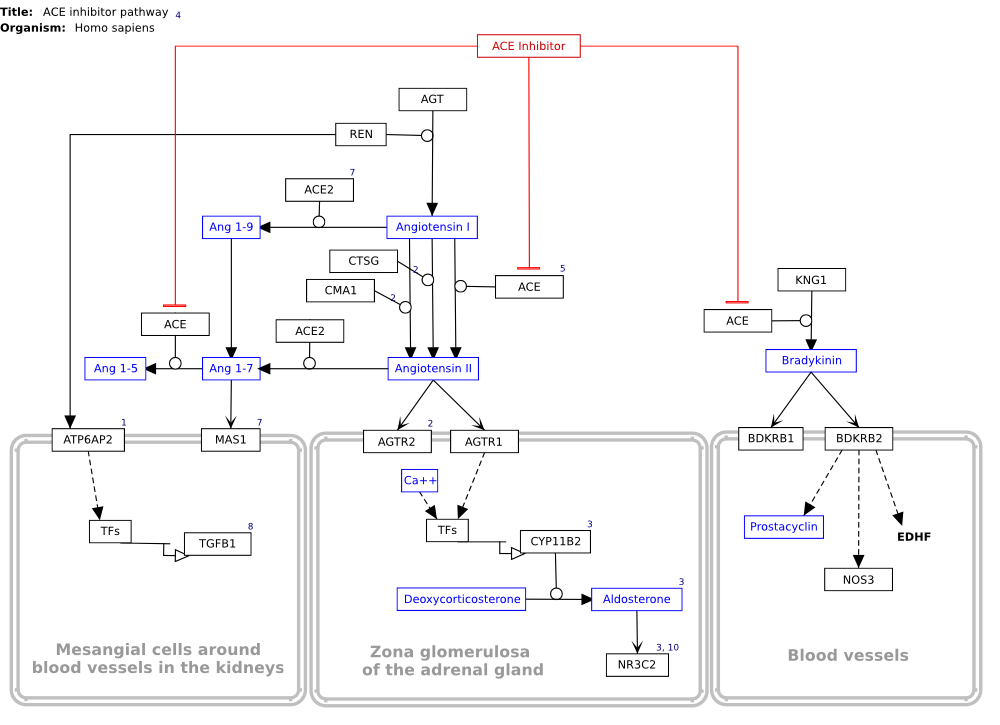 Title: ACE inhibitor pathway 4
Organism: Homo sapiens
ACE Inhibitor
AGT
REN
7
ACE2
Ang 1-9
Angiotensin I
CTSG
2
5
CMA1
2
ACE
KNG1
ACE
ACE2
ACE
Ang 1-5
Ang 1-7
Angiotensin II
Bradykinin
1
7
2
ATP6AP2
MAS1
AGTR2
AGTR1
BDKRB1
BDKRB2
Ca++
TFs
8
TGFB1
TFs
3
CYP11B2
Prostacyclin
EDHF
NOS3
3
Deoxycorticosterone
Aldosterone
3, 10
NR3C2
Mesangial cells around
blood vessels in the kidneys
Zona glomerulosa
of the adrenal gland
Blood vessels